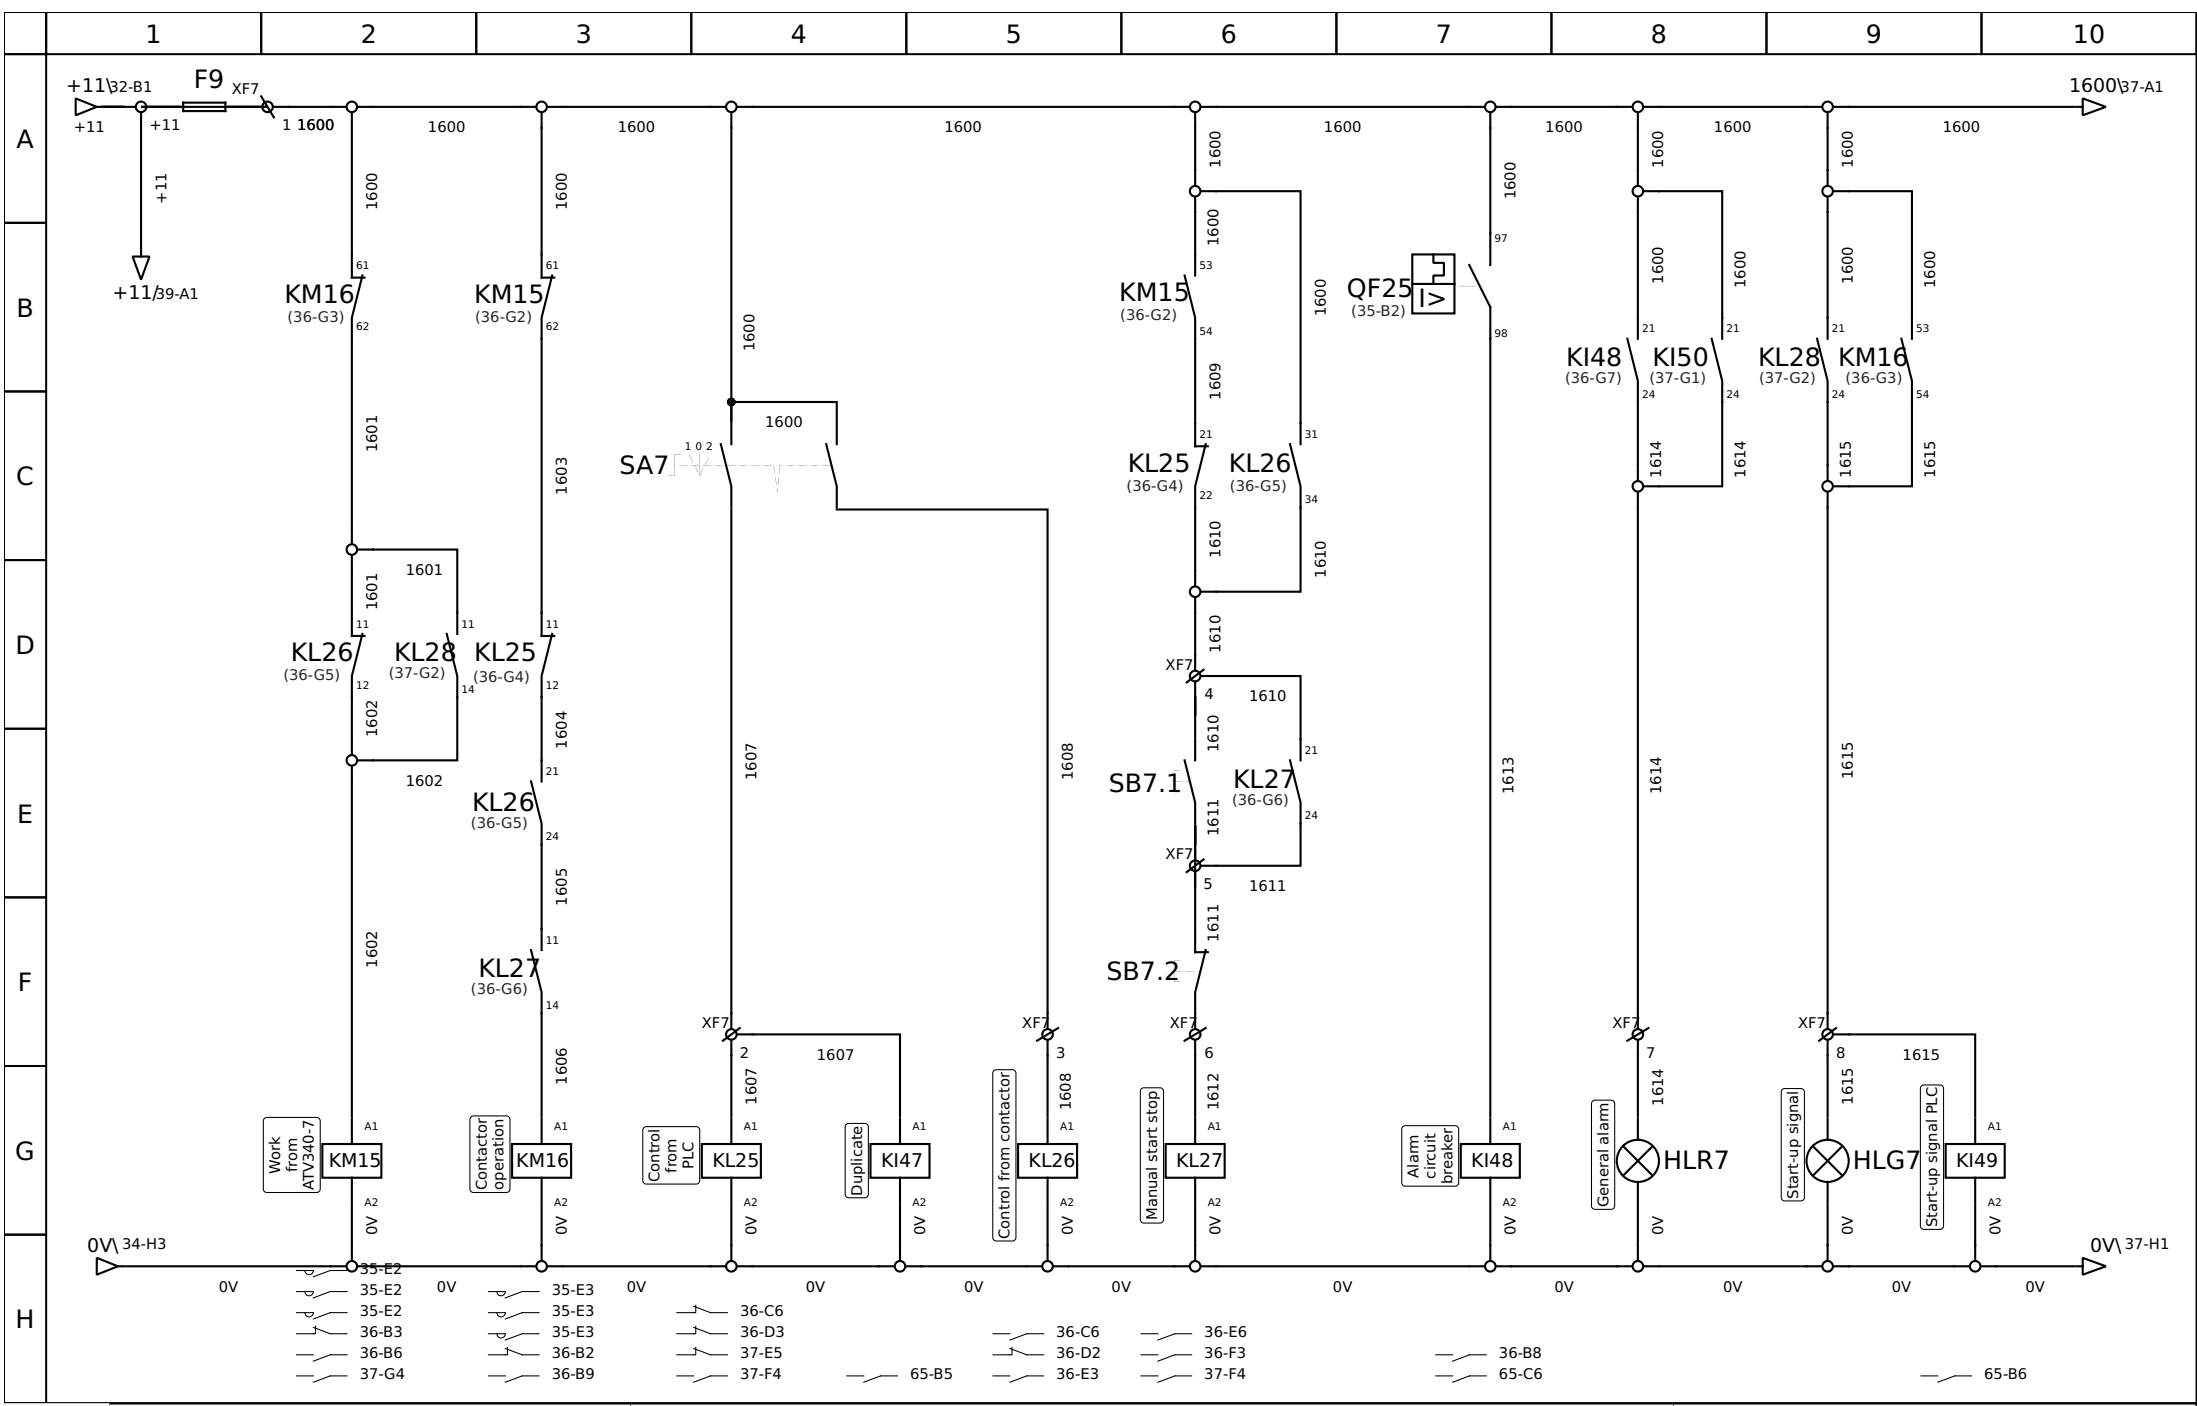 1 2 3 4 5 6 7 8 9 10
A
B
C
D
E
F
G
H
+11\32-B1
F9
XF7
1600\37-A1
+11
+11
1 1600
1600
1600
1600
1600
1600
1600
1600
+11
1600
1600
1600
1600
1600
1600
1600
+11/39-A1
61
KM16
(36-G3)
62
61
KM15
(36-G2)
62
1600
53
KM15
(36-G2)
54
1600
97
QF25
I>
(35-B2)
98
1600
1600
21
KI48
(36-G7)
24
21
KI50
(37-G1)
24
1600
1600
21
KL28
(37-G2)
24
53
KM16
(36-G3)
54
1601
1603
1600
1 0 2
SA7
1609
21
KL25
(36-G4)
22
31
KL26
(36-G5)
34
1614
1614
1615
1615
1610
1610
1601
1601
11
KL26
(36-G5)
12
11
KL28
(37-G2)
14
11
KL25
(36-G4)
12
1610
XF7
4
1610
1602
1602
1604
21
KL26
(36-G5)
24
1607
1608
1610
SB7.1
21
KL27
(36-G6)
24
1611
XF7
5
1611
1613
1614
1615
1605
1602
11
KL27
(36-G6)
14
1611
SB7.2
XF7
2
1607
XF7
3
XF7
6
XF7
7
XF7
8
1615
1606
1607
1608
1612
1614
1615
Work
from
ATV340-7
A1
KM15
A2
0V
Contactor
operation
A1
KM16
A2
0V
Control
from
PLC
A1
KL25
A2
0V
Duplicate
A1
KI47
A2
0V
Control from contactor
A1
KL26
A2
0V
Manual start stop
A1
KL27
A2
0V
Alarm
circuit
breaker
A1
KI48
A2
0V
General alarm
HLR7
0V
Start-up signal
HLG7
0V
Start-up signal PLC
A1
KI49
A2
0V
0V\ 34-H3
0V\ 37-H1
0V
0V
0V
0V
0V
0V
0V
0V
0V
0V
0V
35-E2
35-E2
35-E2
36-B3
36-B6
37-G4
35-E3
35-E3
35-E3
36-B2
36-B9
36-C6
36-D3
37-E5
37-F4
65-B5
36-C6
36-D2
36-E3
36-E6
36-F3
37-F4
36-B8
65-C6
65-B6